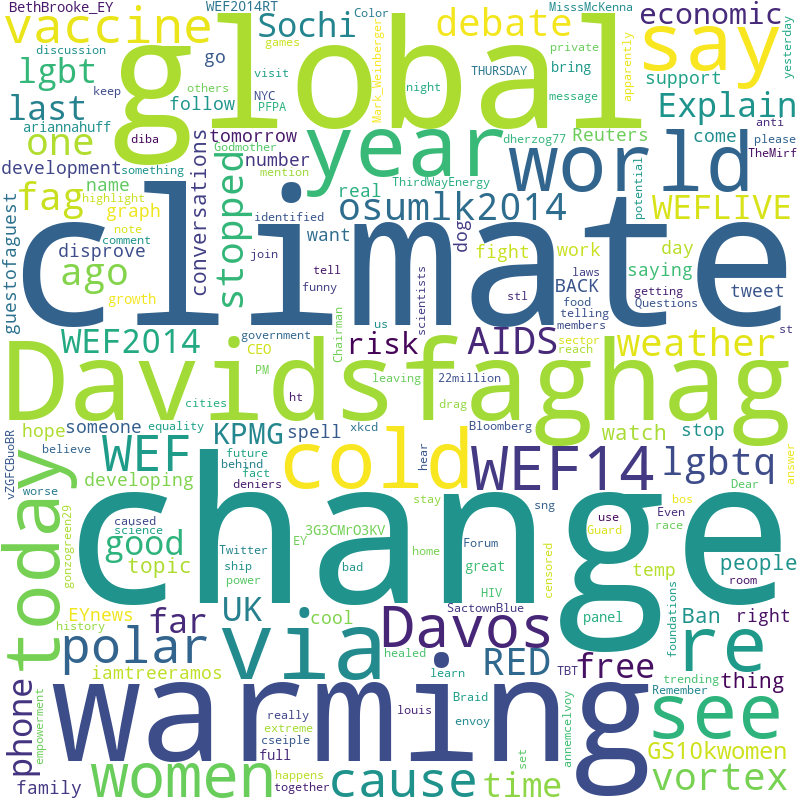 BethBrooke_EY
WEF2014RT
Color
MisssMcKenna
vaccine
Sochi
debate
economic
global
say
discussion
games
private
yesterday
lgbt
go
others
THURSDAY
bring
support
keep
visit
Mark_Weinberger
apparently
last
NYC
night
message
follow
PFPA
Explain
ariannahuff
anti
one
diba
tomorrow
year
dherzog77
Reuters
come
please
Godmother
world
TheMirf
development
something
conversations
number
mention
ThirdWayEnergy
potential
name
stopped
real
fag
highlight
osumlk2014
WEFLIVE
graph
identified
climate
guestofaguest
note
want
dog
fight
work
day
disprove
comment
join
ago
tell
laws
saying
growth
funny
scientists
stl
BACK
getting
tweet
food
Questions
telling
us
members
st
WEF2014
government
Chairman
risk
AIDS
sector
weather
CEO
reach
PM
leaving
22million
Davidsfaghag
cities
ht
drag
hope
someone
equality
KPMG
spell
xkcd
Bloomberg
watch
stop
vZGFCBuoBR
believe
WEF
future
cold
hear
WEF14
lgbtq
answer
behind
worse
fact
developing
deniers
stay
sng
bos
Dear
today
change
gonzogreen29
caused
3G3CMrO3KV
use
Even
science
Twitter
Guard
race
good
EY
home
Forum
censored
people
ship
bad
great
topic
power
HIV
temp
room
EYnews
far
UK
cool
SactownBlue
panel
foundations
Ban
right
history
Davos
polar
via
healed
RED
free
re
thing
iamtreeramos
learn
TBT
trending
Remember
empowerment
warming
Braid
phone
really
louis
envoy
annemcelvoy
see
extreme
cseiple
full
set
GS10kwomen
family
women
happens
cause
time
vortex
together